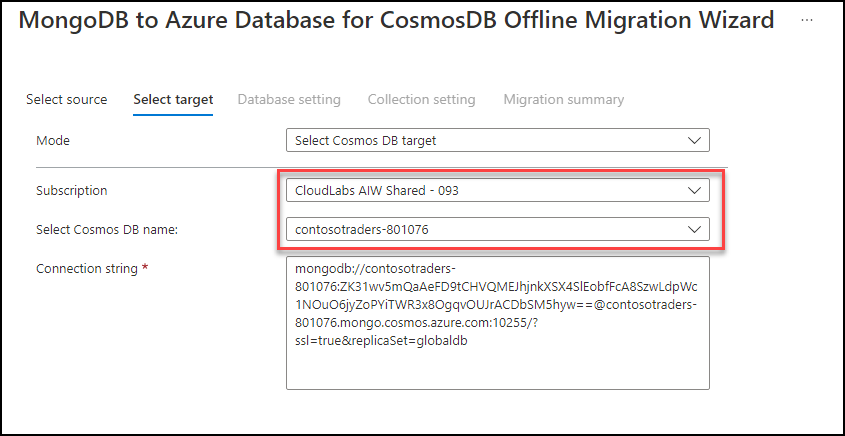 MongoDB to Azure Database for CosmosDB Offline Migration Wizard ...
Select source Select target Database setting Collection setting Migration summary
Mode Select Cosmos DB target
Subscription CloudLabs AIW Shared - 093
Select Cosmos DB name: contosotraders-801076
Connection string * mongodb://contosotraders-
801076:ZK31wv5mQaAeFD9tCHVQMEJhjnkXSX4SlEobfFcA8SzwLdpWc
1NOuO6jyZoPYiTWR3x8OgqvOUJrACDbSM5hyw==@contosotraders-
801076.mongo.cosmos.azure.com:10255/?
ssl=true&replicaSet=globaldb